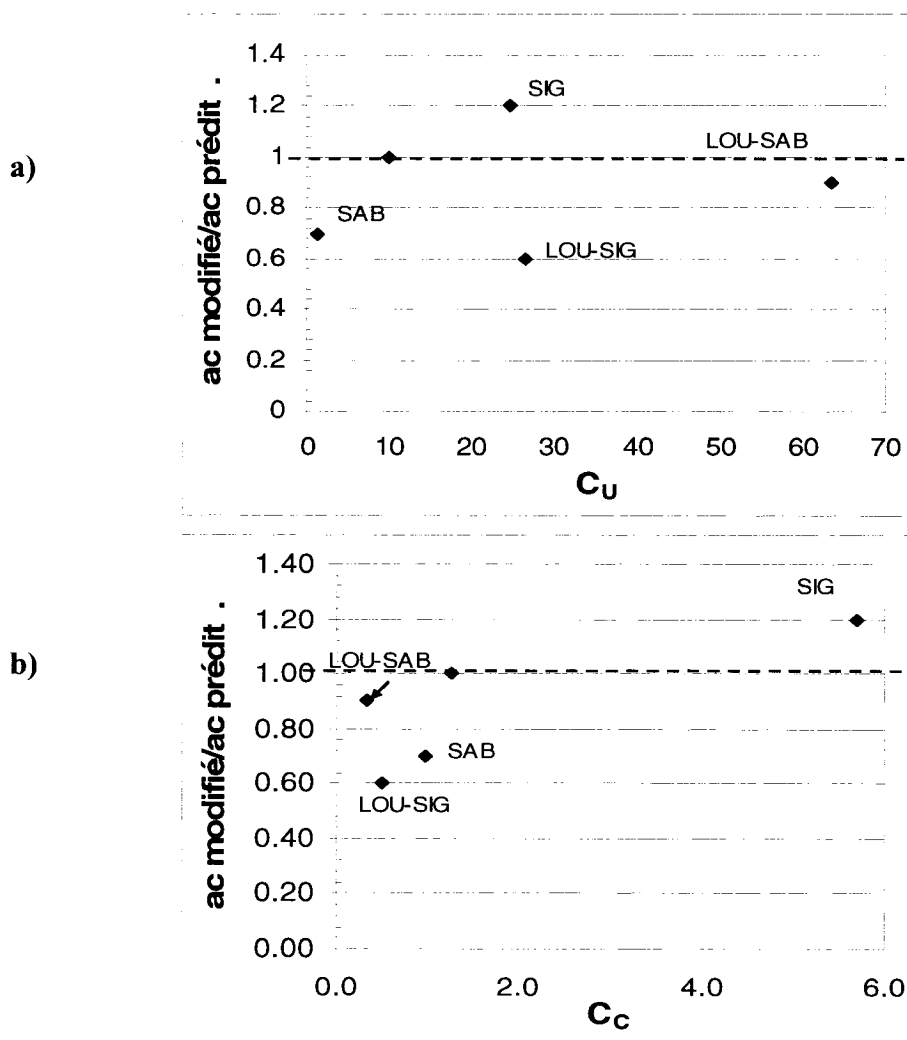 a)
ac modifié/ac prédit .
1.4
1.2
1
0.8
0.6
0.4
0.2
0
SIG
LOU-SAB
SAB
LOU-SIG
0 10 20 30 40 50 60 70
CU
b)
ac modifié/ac prédit .
1.40
1.20
1.00
0.80
0.60
0.40
0.20
0.00
SIG
LOU-SAB
SAB
LOU-SIG
0.0 2.0 4.0 6.0
CC